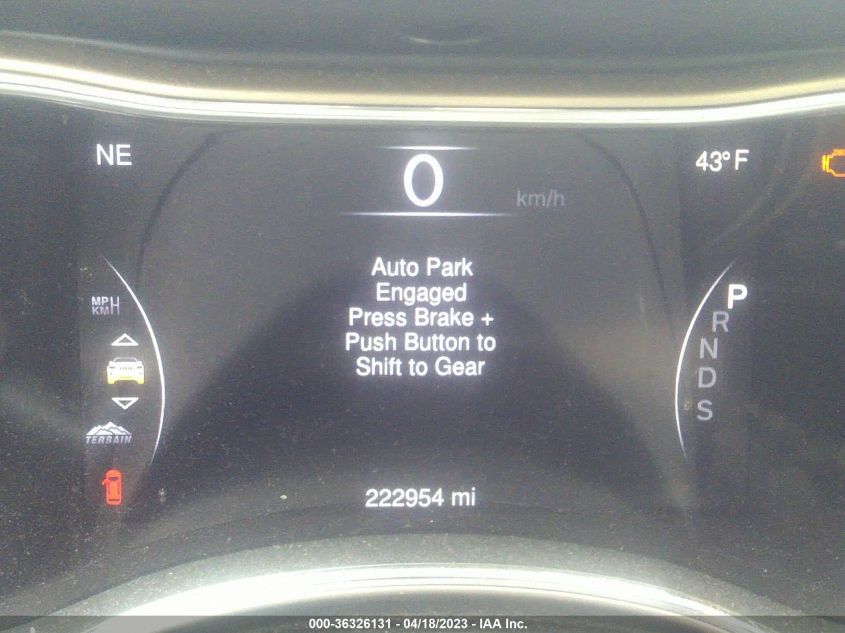 NE
0
km/h
43° F
MPH
KMH
TERRAIN
Auto Park
Engaged
Press Brake +
Push Button to
Shift to Gear
P
R
N
D
S
222954 mi
000-36326131 - 04/18/2023 - IAA Inc.